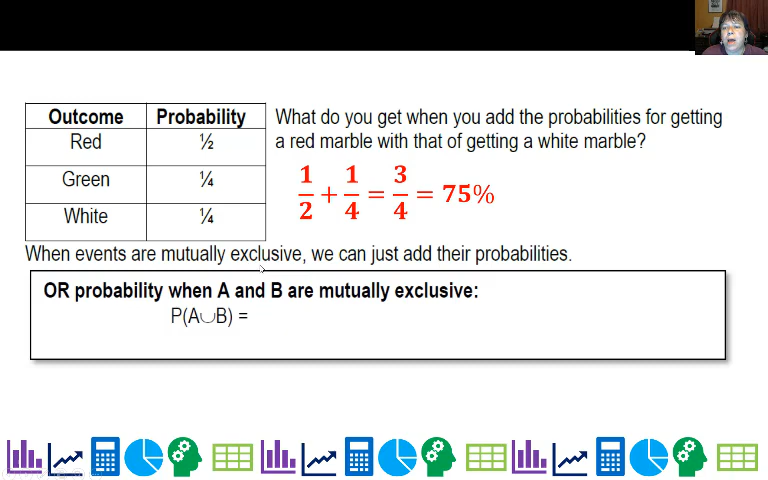 Outcome Probability
Red ½
Green ¼
White ¼
What do you get when you add the probabilities for getting
a red marble with that of getting a white marble?
1/2 + 1/4 = 3/4 = 75%
When events are mutually exclusive, we can just add their probabilities.
OR probability when A and B are mutually exclusive:
P(A∪B) =